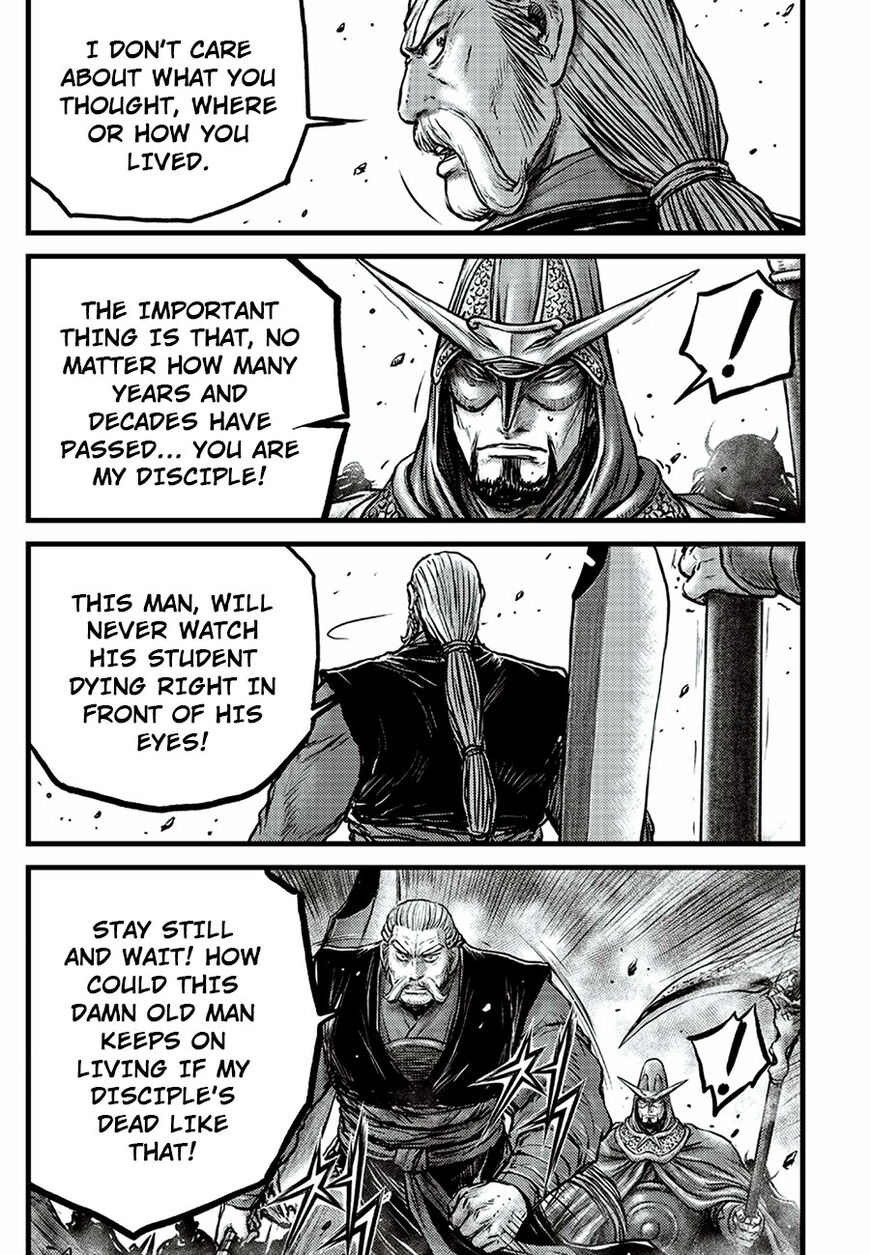 I DON'T CARE
ABOUT WHAT YOU
THOUGHT, WHERE
OR HOW YOU
LIVED.
THE IMPORTANT
THING IS THAT, NO
MATTER HOW MANY
YEARS AND
DECADES HAVE
PASSED... YOU ARE
MY DISCIPLE!
!
THIS MAN, WILL
NEVER WATCH
HIS STUDENT
DYING RIGHT IN
FRONT OF HIS
EYES!
STAY STILL
AND WAIT! HOW
COULD THIS
DAMN OLD MAN
KEEPS ON
LIVING IF MY
DISCIPLE'S
DEAD LIKE
THAT!
!